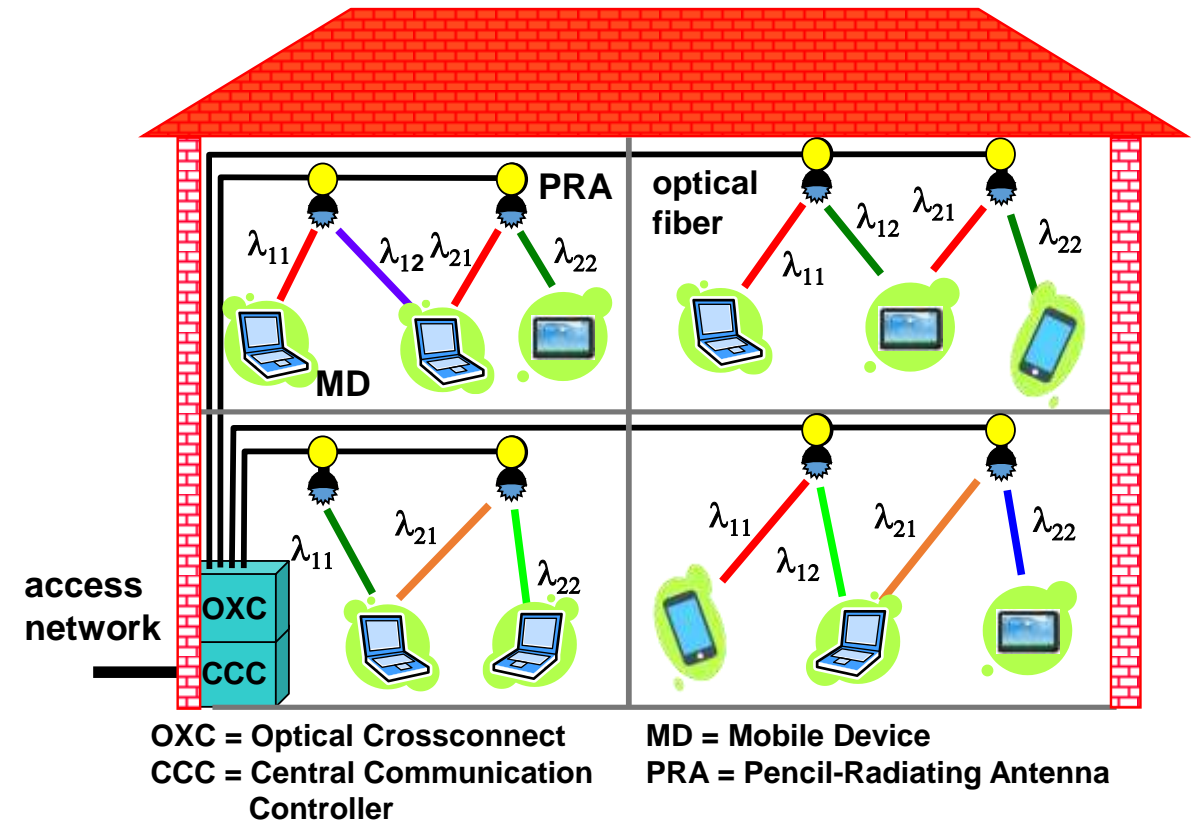 PRA
optical
fiber
λ11
λ12
λ21
λ22
λ11
λ12
λ21
λ22
MD
λ11
λ21
λ22
λ11
λ12
λ21
λ22
access
network
OXC
CCC
OXC = Optical Crossconnect
CCC = Central Communication
Controller
MD = Mobile Device
PRA = Pencil-Radiating Antenna